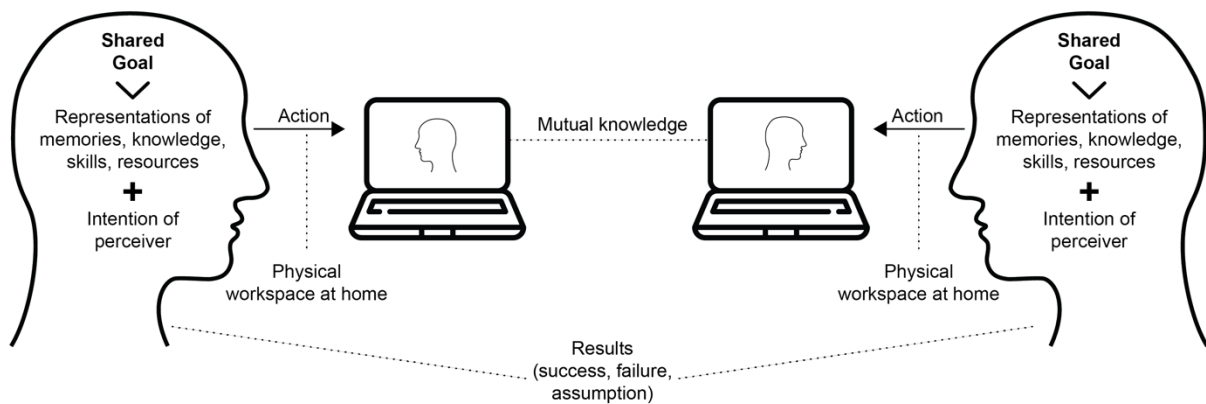 Shared
Goal
Representations of
memories, knowledge,
skills, resources
+
Intention of
perceiver
Action
Physical
workspace at home
Mutual knowledge
Action
Physical
workspace at home
Shared
Goal
Representations of
memories, knowledge,
skills, resources
+
Intention of
perceiver
Results
(success, failure,
assumption)